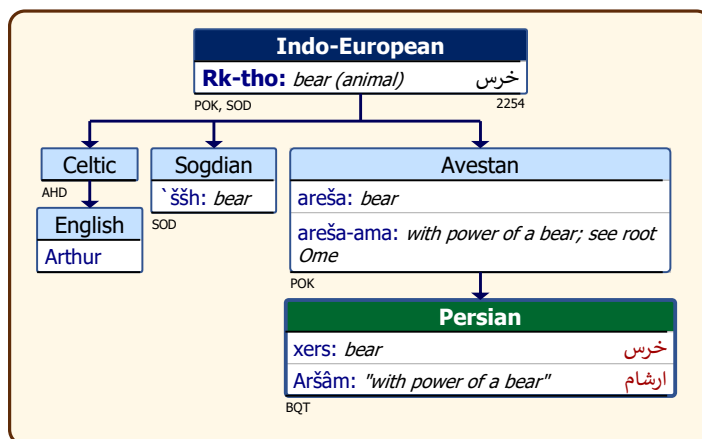 Indo-European
Rk-tho: bear (animal) خرس
POK, SOD 2254
Celtic
AHD
English
Arthur
Sogdian
`ššh: bear
SOD
Avestan
areša: bear
areša-ama: with power of a bear; see root
Ome
POK
Persian
xers: bear خرس
Aršâm: "with power of a bear" ارشام
BQT